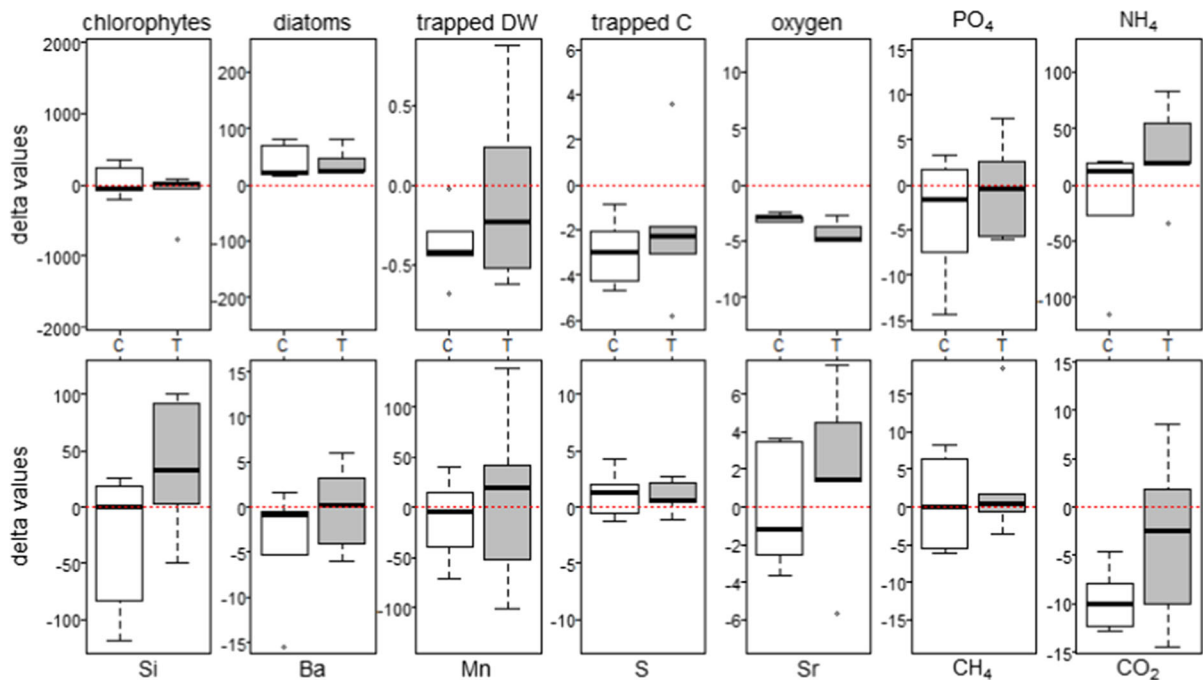 chlorophytes diatoms trapped DW trapped C oxygen PO₄ NH₄
delta values
2000 1000 0 -1000 -2000
200 100 0 -100 -200
0.5 0.0 -0.5
6 4 2 0 -2 -4 -6
10 5 0 -5 -10
15 10 5 0 -5 -10 -15
100 50 0 -50 -100
C T C T C T C T C T C T C T
delta values
100 50 0 -50 -100
15 10 5 0 -5 -10 -15
100 50 0 -50 -100
10 5 0 -5 -10
6 4 2 0 -2 -4 -6
15 10 5 0 -5 -10 -15
15 10 5 0 -5 -10 -15
Si Ba Mn S Sr CH₄ CO₂